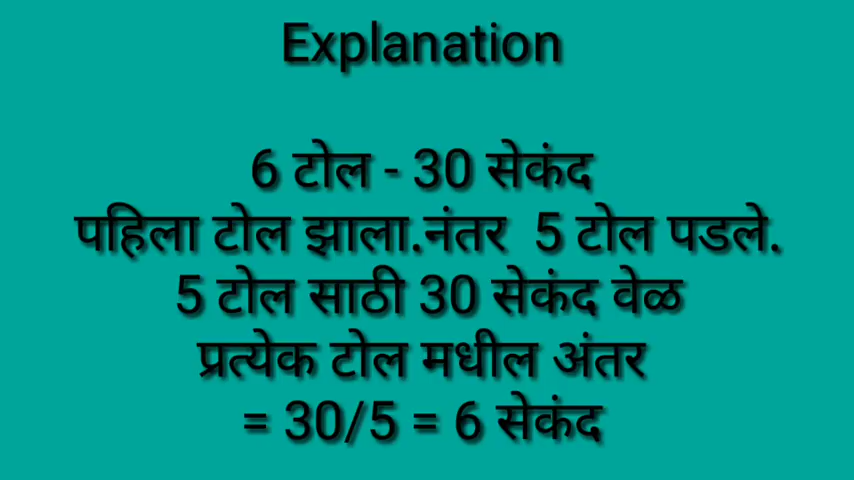 Explanation
6 टोल - 30 सेकंद
पहिला टोल झाला.नंतर  5 टोल पडले.
5 टोल साठी 30 सेकंद वेळ
प्रत्येक टोल मधील अंतर
= 30/5 = 6 सेकंद